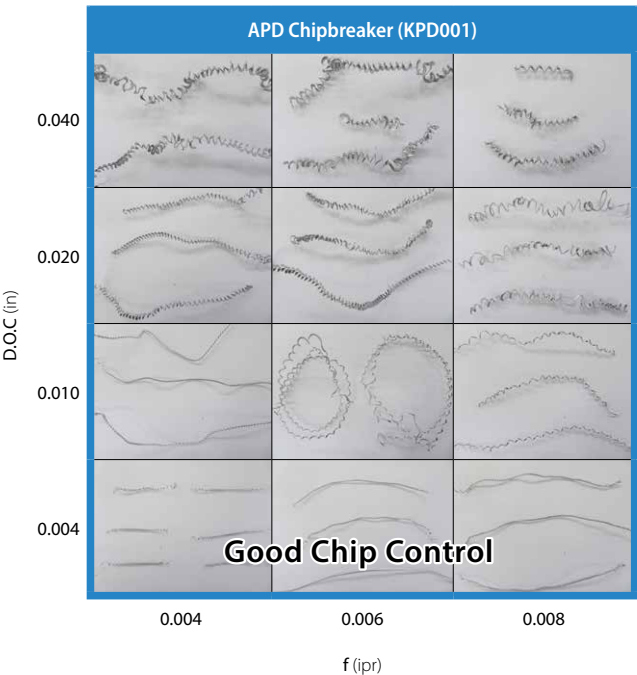 APD Chipbreaker (KPD001)
D.O.C (in)
0.040
0.020
0.010
0.004
Good Chip Control
0.004 0.006 0.008
f (ipr)